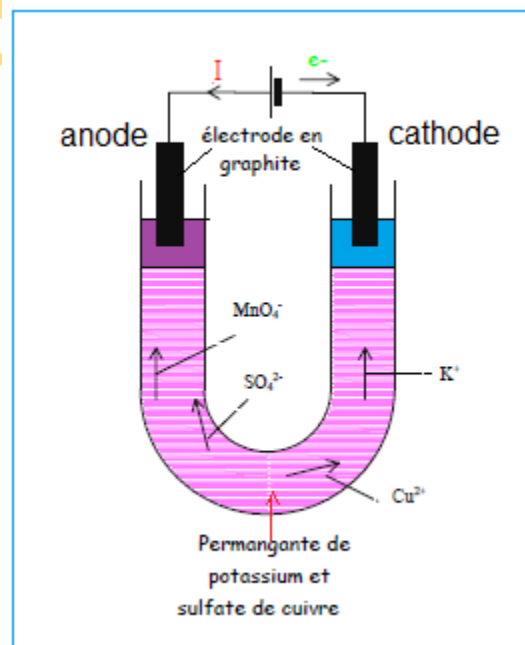 I
e-
anode
cathode
électrode en
graphite
MnO₄⁻
SO₄²⁻
K⁺
Cu²⁺
Permangante de
potassium et
sulfate de cuivre